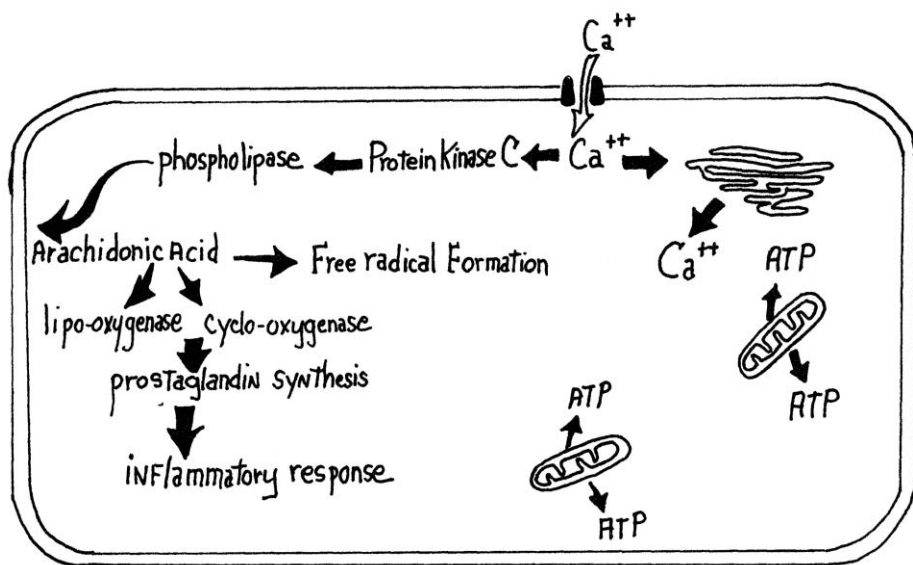 Ca++
phospholipase Protein Kinase C Ca++
Arachidonic Acid Free radical Formation Ca++ ATP
lipo-oxygenase cyclo-oxygenase
prostaglandin synthesis
ATP ATP
inflammatory response
ATP